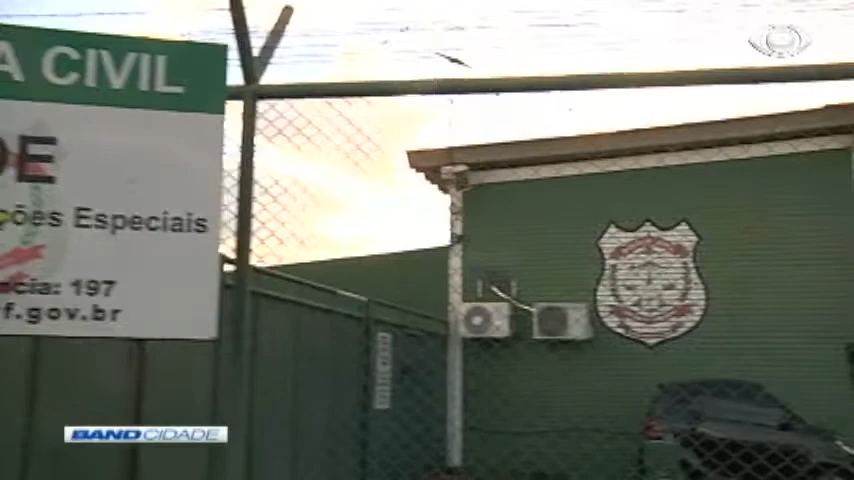 A CIVIL
DE
ções Especiais
ncia: 197
f.gov.br
BANDCIDADE